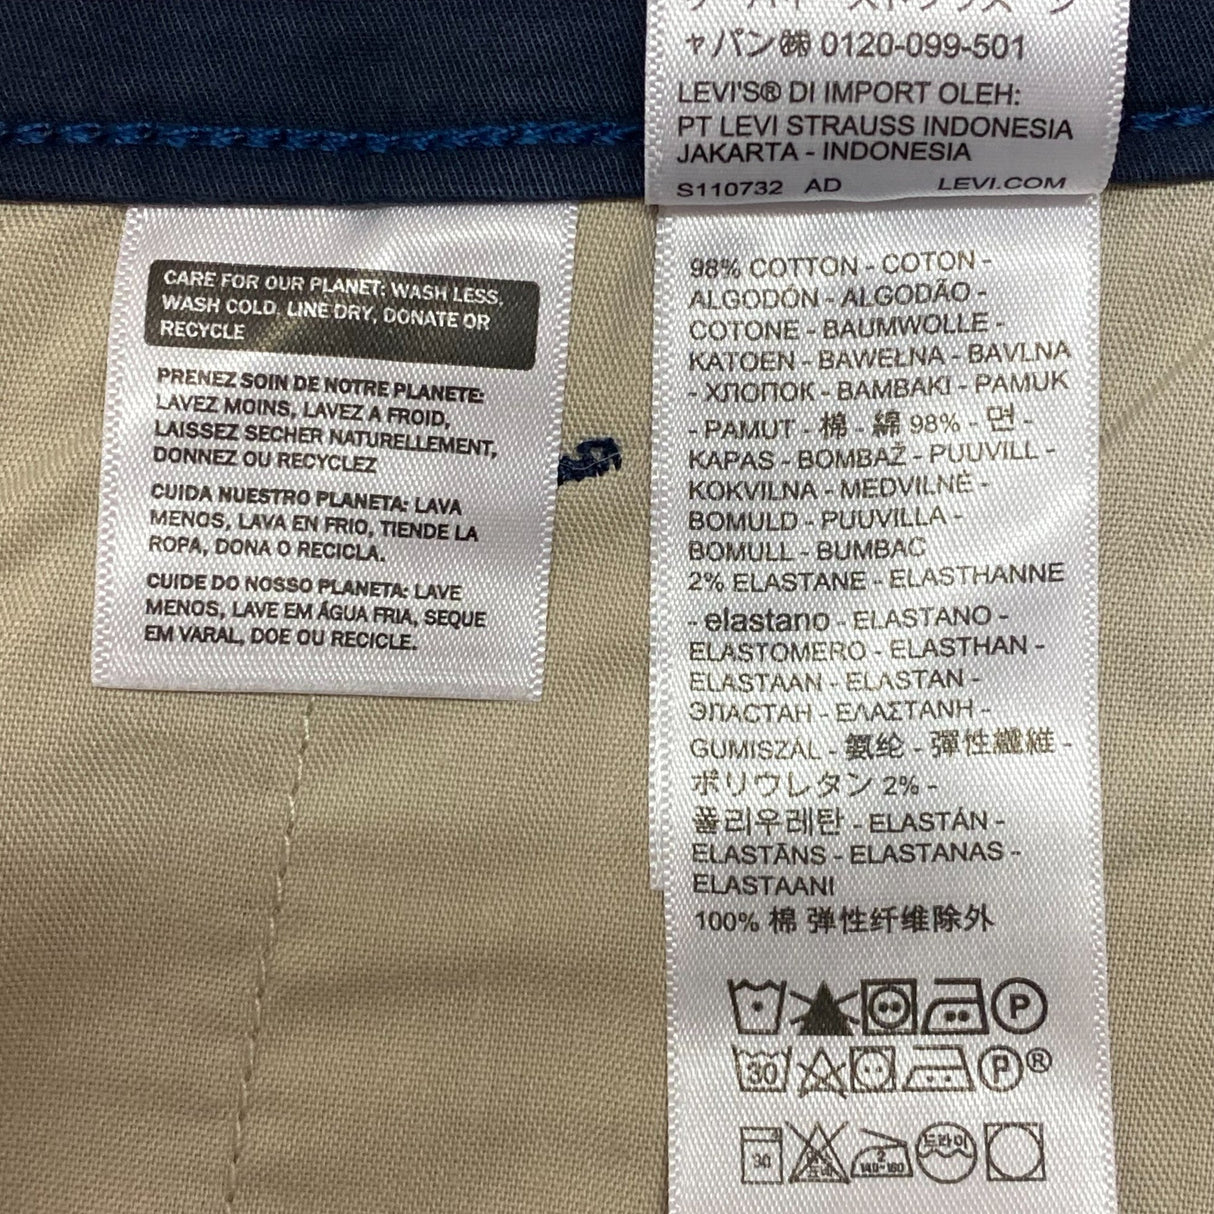 ャパン㈱ 0120-099-501
LEVI'S® DI IMPORT OLEH:
PT LEVI STRAUSS INDONESIA
JAKARTA - INDONESIA
S110732 AD LEVI.COM
CARE FOR OUR PLANET: WASH LESS,
WASH COLD, LINE DRY, DONATE OR
RECYCLE
PRENEZ SOIN DE NOTRE PLANETE:
LAVEZ MOINS, LAVEZ A FROID,
LAISSEZ SECHER NATURELLEMENT,
DONNEZ OU RECYCLEZ
CUIDA NUESTRO PLANETA: LAVA
MENOS, LAVA EN FRIO, TIENDE LA
ROPA, DONA O RECICLA.
CUIDE DO NOSSO PLANETA: LAVE
MENOS, LAVE EM ÁGUA FRIA, SEQUE
EM VARAL, DOE OU RECICLE.
98% COTTON - COTON -
ALGODÓN - ALGODÃO -
COTONE - BAUMWOLLE -
KATOEN - BAWEŁNA - BAVLNA
- ХЛОПОК - BAMBAKI - PAMUK
- PAMUT - 棉 - 綿 98% - 면 -
KAPAS - BOMBAŽ - PUUVILL -
KOKVILNA - MEDVILNĖ -
BOMULD - PUUVILLA -
BOMULL - BUMBAC
2% ELASTANE - ELASTHANNE
- elastano - ELASTANO -
ELASTOMERO - ELASTHAN -
ELASTAAN - ELASTAN -
ЭЛАСТАН - ΕΛΑΣΤΑΝΗ -
GUMISZÁL - 氨纶 - 彈性纖維 -
ポリウレタン 2% -
폴리우레탄 - ELASTÁN -
ELASTĀNS - ELASTANAS -
ELASTAANI
100% 棉 弹性纤维除外
P
30 P®
30 2 140-160 드라이